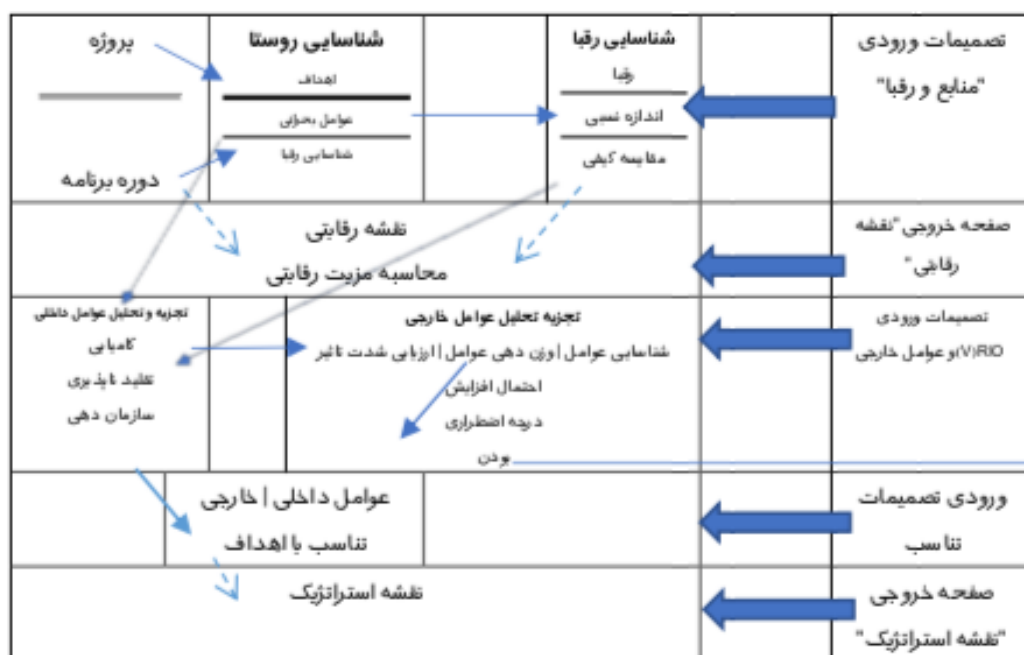 تصمیمات ورودی
"منابع و رقبا"
شناسایی رقبا
رقبا
اندازه نسبی
مقایسه کیفی
شناسایی روستا
اهداف
عوامل بحرانی
شناسایی رقبا
پروژه
دوره برنامه
صفحه خروجی"نقشه
رقابتی"
نقشه رقابتی
محاسبه مزیت رقابتی
تصمیمات ورودی
RIO(V)و عوامل خارجی
تجزیه تحلیل عوامل خارجی
شناسایی عوامل | وزن دهی عوامل | ارزیابی شدت تاثیر
احتمال افزایش
درجه اضطراری
بودن
تجزیه و تحلیل عوامل داخلی
کامیابی
تقلید ناپذیری
سازمان دهی
ورودی تصمیمات
تناسب
عوامل داخلی | خارجی
تناسب با اهداف
صفحه خروجی
"نقشه استراتژیک"
نقشه استراتژیک